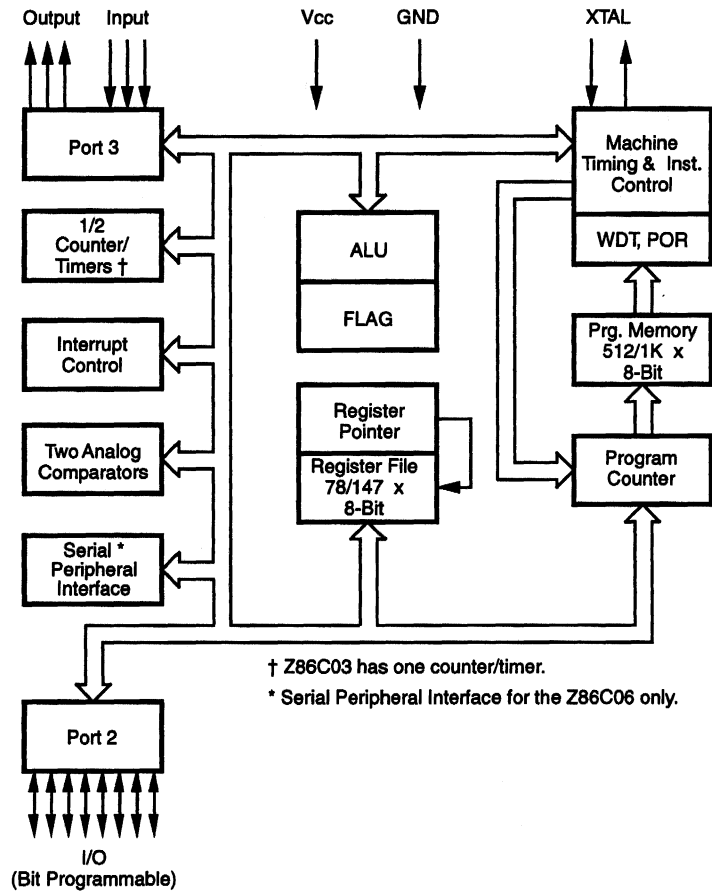 Output Input Vcc GND XTAL
Port 3
Machine
Timing & Inst.
Control
WDT, POR
1/2
Counter/
Timers †
ALU
FLAG
Interrupt
Control
Prg. Memory
512/1K x
8-Bit
Register
Pointer
Register File
78/147 x
8-Bit
Two Analog
Comparators
Program
Counter
Serial *
Peripheral
Interface
† Z86C03 has one counter/timer.
* Serial Peripheral Interface for the Z86C06 only.
Port 2
I/O
(Bit Programmable)